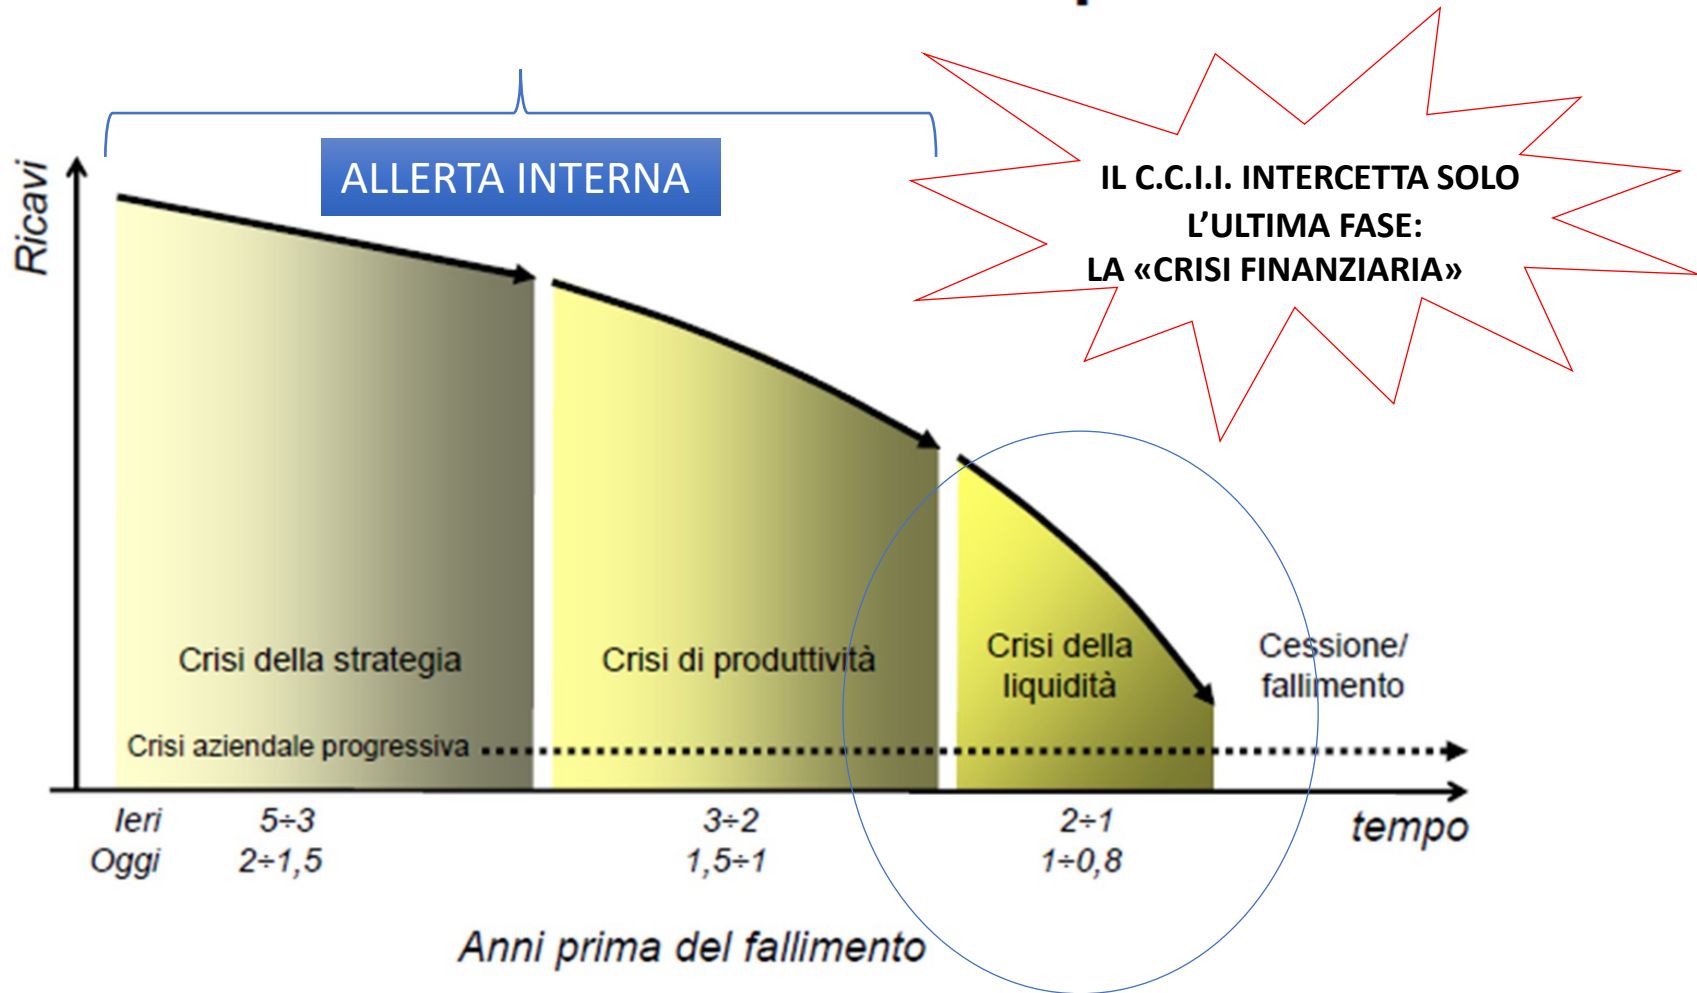 ALLERTA INTERNA
IL C.C.I.I. INTERCETTA SOLO
L’ULTIMA FASE:
LA «CRISI FINANZIARIA»
Ricavi
Crisi della strategia
Crisi di produttività
Crisi della
liquidità
Cessione/
fallimento
Crisi aziendale progressiva
Ieri 5÷3 3÷2 2÷1
Oggi 2÷1,5 1,5÷1 1÷0,8
tempo
Anni prima del fallimento